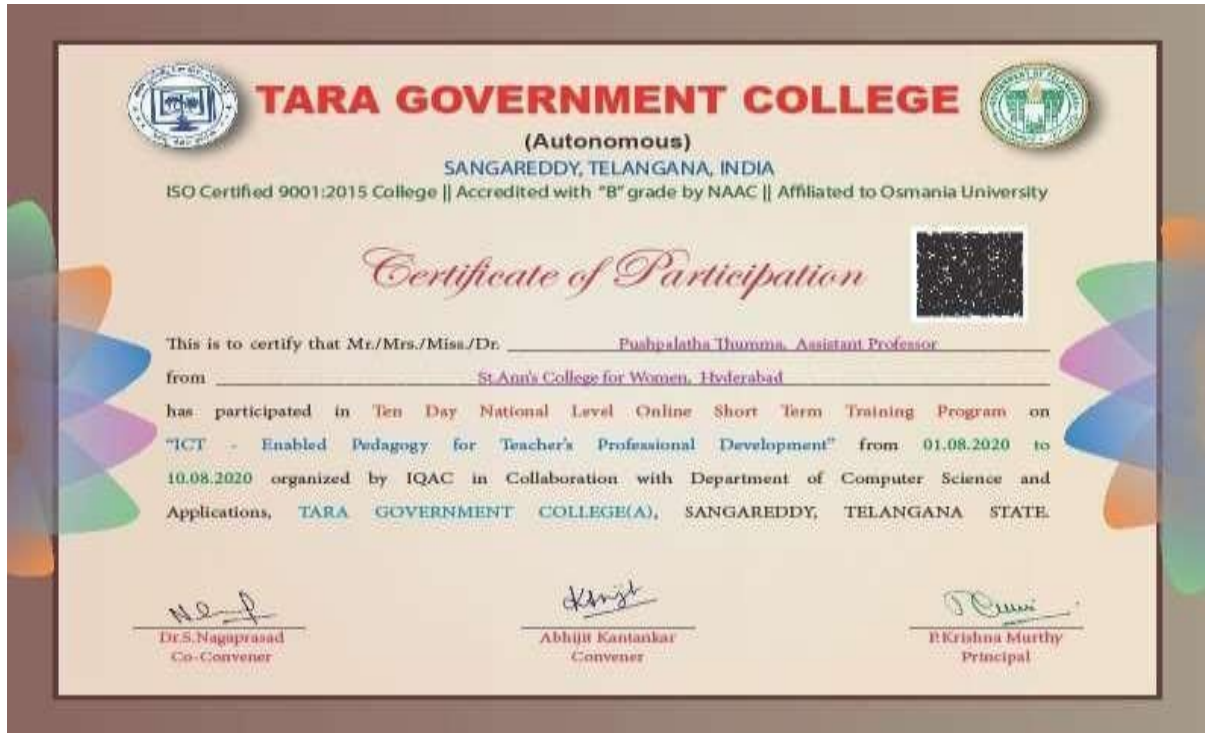 TARA GOVERNMENT COLLEGE
(Autonomous)
SANGAREDDY, TELANGANA, INDIA
ISO Certified 9001:2015 College || Accredited with "B" grade by NAAC || Affiliated to Osmania University
Certificate of Participation
This is to certify that Mr./Mrs./Miss./Dr. Pushpalatha Thumma, Assistant Professor
from St.Ann's College for Women, Hyderabad
has participated in Ten Day National Level Online Short Term Training Program on
"ICT - Enabled Pedagogy for Teacher's Professional Development" from 01.08.2020 to
10.08.2020 organized by IQAC in Collaboration with Department of Computer Science and
Applications, TARA GOVERNMENT COLLEGE(A), SANGAREDDY, TELANGANA STATE.
Dr.S.Nagaprasad
Co-Convener
Abhijit Kantankar
Convener
P.Krishna Murthy
Principal